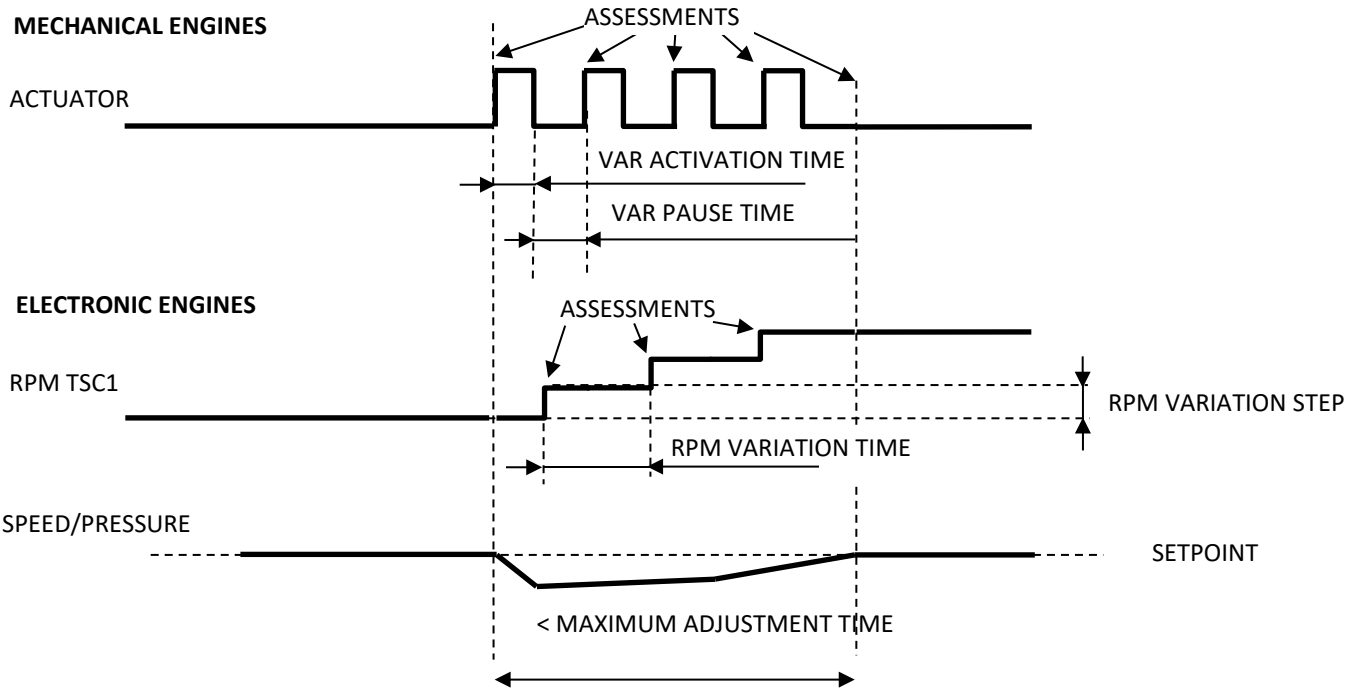 ASSESSMENTS
MECHANICAL ENGINES
ACTUATOR
VAR ACTIVATION TIME
VAR PAUSE TIME
ELECTRONIC ENGINES
ASSESSMENTS
RPM TSC1
RPM VARIATION STEP
RPM VARIATION TIME
SPEED/PRESSURE
SETPOINT
< MAXIMUM ADJUSTMENT TIME